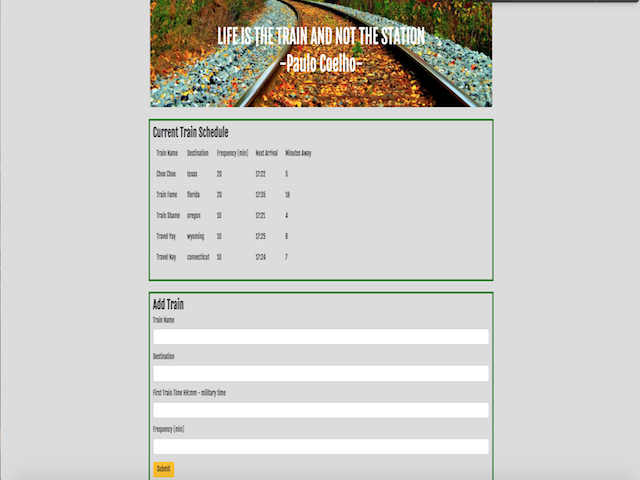 LIFE IS THE TRAIN AND NOT THE STATION
-Paulo Coelho-
Current Train Schedule
Train Name Destination Frequency (min) Next Arrival Minutes Away
Choo Choo texas 20 17:22 5
Train Fame florida 20 17:35 18
Train Shame oregon 10 17:21 4
Travel Yay wyoming 10 17:25 8
Travel Nay connecticut 10 17:24 7
Add Train
Train Name
Destination
First Train Time HH:mm - military time
Frequency (min)
Submit